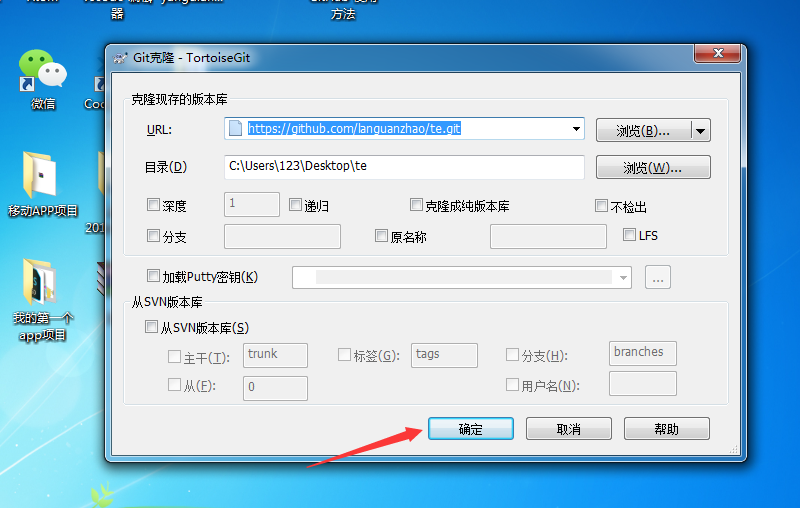 方法
器
微信
移动APP项目
我的第一个
app项目
Git克隆 - TortoiseGit
克隆现存的版本库
URL:
https://github.com/languanzhao/te.git
浏览(B)...
目录(D)
C:\Users\123\Desktop\te
浏览(W)...
深度
1
递归
克隆成纯版本库
不检出
分支
原名称
LFS
加载Putty密钥(K)
...
从SVN版本库
从SVN版本库(S)
主干(T):
trunk
标签(G):
tags
分支(H):
branches
从(F):
0
用户名(N):
确定
取消
帮助